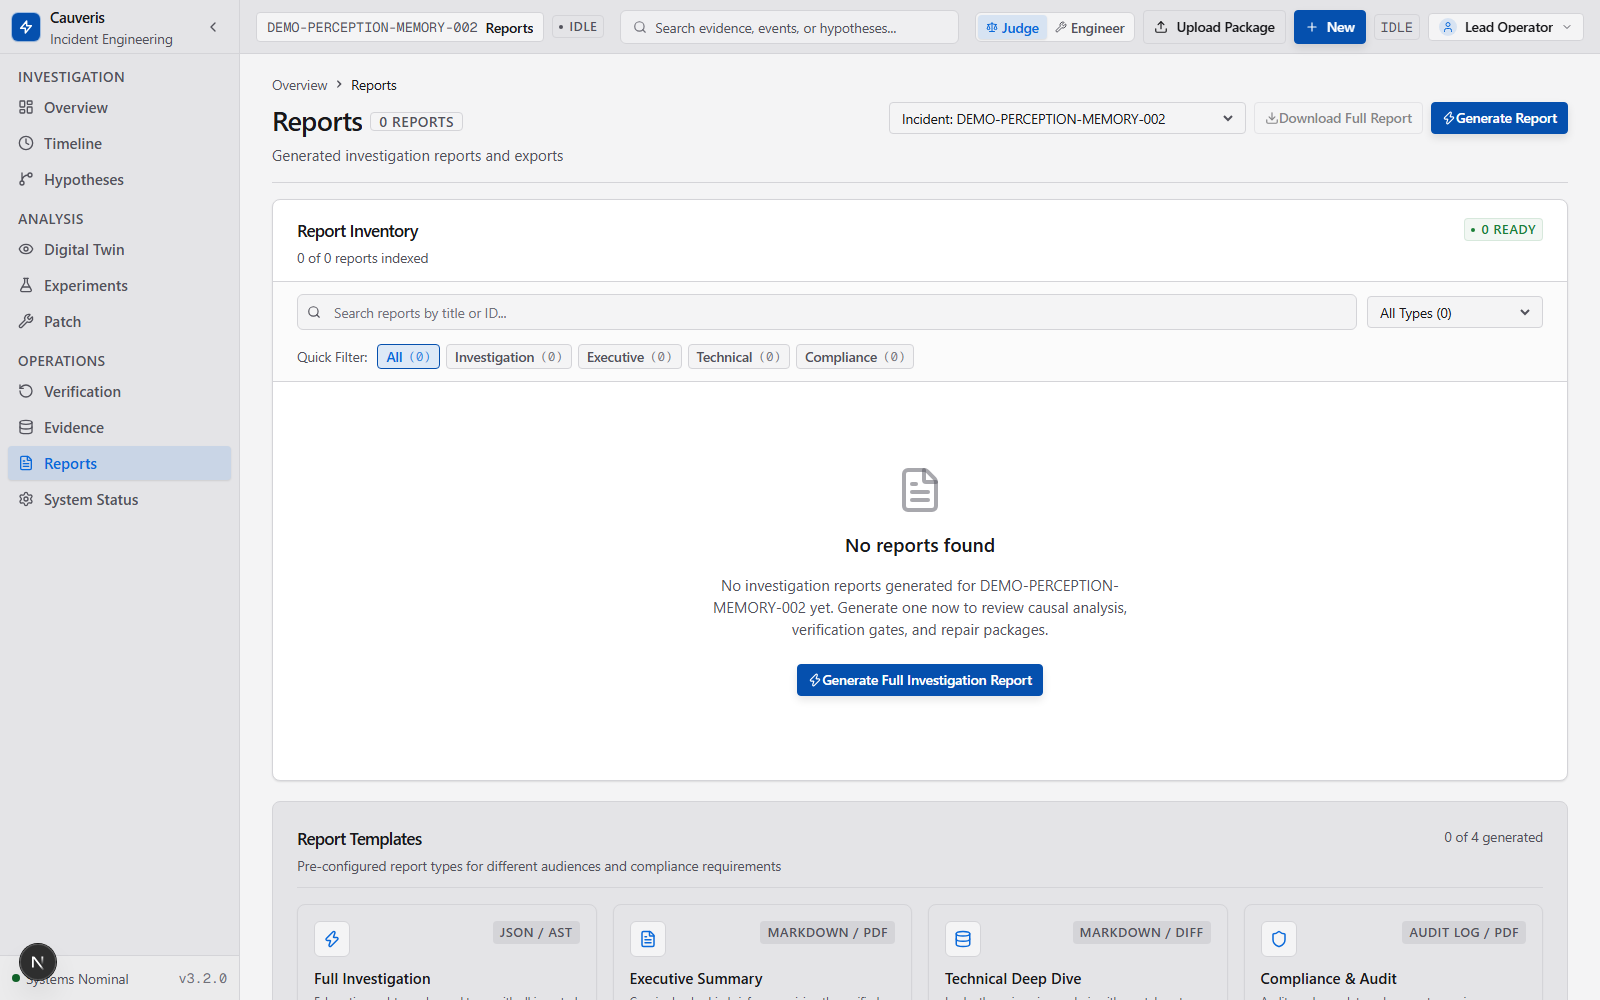 Cauveris
Incident Engineering
DEMO-PERCEPTION-MEMORY-002 Reports
• IDLE
Search evidence, events, or hypotheses...
Judge
Engineer
Upload Package
+ New
IDLE
Lead Operator
INVESTIGATION
Overview
Timeline
Hypotheses
ANALYSIS
Digital Twin
Experiments
Patch
OPERATIONS
Verification
Evidence
Reports
System Status
N
Systems Nominal
v3.2.0
Overview > Reports
Reports
0 REPORTS
Generated investigation reports and exports
Incident: DEMO-PERCEPTION-MEMORY-002
Download Full Report
Generate Report
Report Inventory
0 of 0 reports indexed
• 0 READY
Search reports by title or ID...
All Types (0)
Quick Filter:
All (0)
Investigation (0)
Executive (0)
Technical (0)
Compliance (0)
No reports found
No investigation reports generated for DEMO-PERCEPTION-
MEMORY-002 yet. Generate one now to review causal analysis,
verification gates, and repair packages.
Generate Full Investigation Report
Report Templates
Pre-configured report types for different audiences and compliance requirements
0 of 4 generated
JSON / AST
Full Investigation
MARKDOWN / PDF
Executive Summary
MARKDOWN / DIFF
Technical Deep Dive
AUDIT LOG / PDF
Compliance & Audit